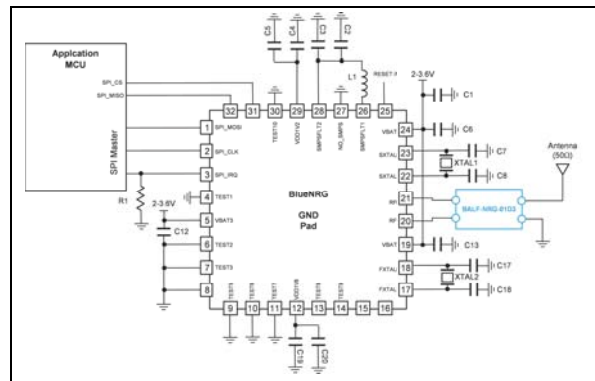 Application
MCU
SPI_CS
SPI_MISO
SPI Master
R1
2-3.6V
C12
C5
C4
C3
C2
L1
RESETN
2-3.6V
C1
32
31
30
29
28
27
26
25
TEST10
VDD1V2
SMPSFILT2
NO_SMPS
SMPSFILT1
1
SPI_MOSI
2
SPI_CLK
3
SPI_IRQ
4
TEST1
5
VBAT3
6
TEST2
7
TEST3
8
BlueNRG
GND
Pad
VBAT
24
C6
SXTAL
23
C7
XTAL1
SXTAL
22
C8
RF
21
RF
20
BALF-NRG-01D3
Antenna
(50Ω)
VBAT
19
C13
FXTAL
18
C17
XTAL2
FXTAL
17
C18
9
10
11
12
13
14
15
16
VDD1V8
C19
C20